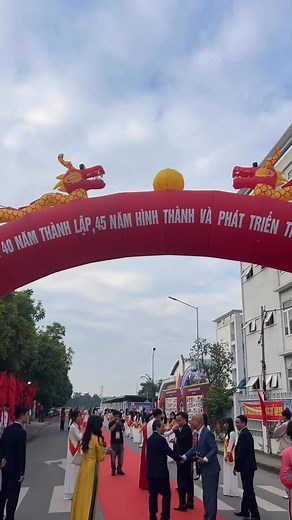 40 NĂM THÀNH LẬP, 45 NĂM HÌNH THÀNH VÀ PHÁT TRIỂN